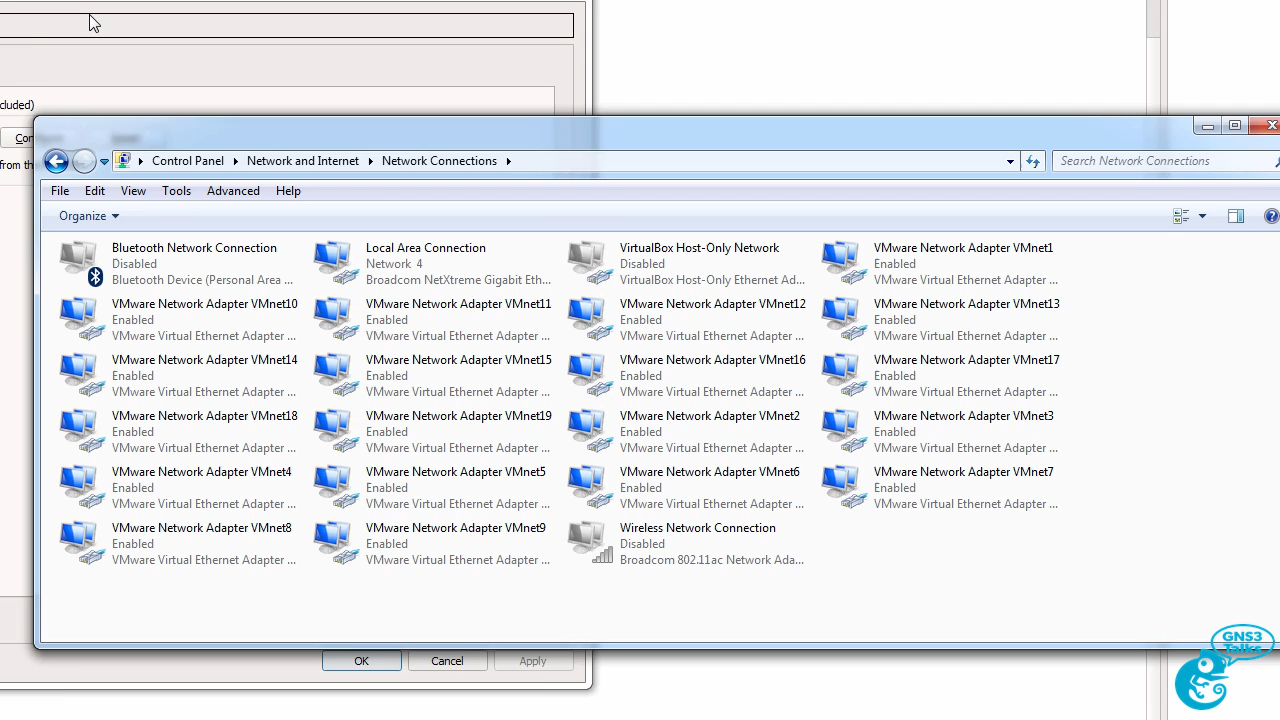 cluded)
Co
from th
Control Panel
Network and Internet
Network Connections
Search Network Connections
File Edit View Tools Advanced Help
Organize
Bluetooth Network Connection
Disabled
Bluetooth Device (Personal Area ...
Local Area Connection
Network 4
Broadcom NetXtreme Gigabit Eth...
VirtualBox Host-Only Network
Disabled
VirtualBox Host-Only Ethernet Ad...
VMware Network Adapter VMnet1
Enabled
VMware Virtual Ethernet Adapter ...
VMware Network Adapter VMnet10
Enabled
VMware Virtual Ethernet Adapter ...
VMware Network Adapter VMnet11
Enabled
VMware Virtual Ethernet Adapter ...
VMware Network Adapter VMnet12
Enabled
VMware Virtual Ethernet Adapter ...
VMware Network Adapter VMnet13
Enabled
VMware Virtual Ethernet Adapter ...
VMware Network Adapter VMnet14
Enabled
VMware Virtual Ethernet Adapter ...
VMware Network Adapter VMnet15
Enabled
VMware Virtual Ethernet Adapter ...
VMware Network Adapter VMnet16
Enabled
VMware Virtual Ethernet Adapter ...
VMware Network Adapter VMnet17
Enabled
VMware Virtual Ethernet Adapter ...
VMware Network Adapter VMnet18
Enabled
VMware Virtual Ethernet Adapter ...
VMware Network Adapter VMnet19
Enabled
VMware Virtual Ethernet Adapter ...
VMware Network Adapter VMnet2
Enabled
VMware Virtual Ethernet Adapter ...
VMware Network Adapter VMnet3
Enabled
VMware Virtual Ethernet Adapter ...
VMware Network Adapter VMnet4
Enabled
VMware Virtual Ethernet Adapter ...
VMware Network Adapter VMnet5
Enabled
VMware Virtual Ethernet Adapter ...
VMware Network Adapter VMnet6
Enabled
VMware Virtual Ethernet Adapter ...
VMware Network Adapter VMnet7
Enabled
VMware Virtual Ethernet Adapter ...
VMware Network Adapter VMnet8
Enabled
VMware Virtual Ethernet Adapter ...
VMware Network Adapter VMnet9
Enabled
VMware Virtual Ethernet Adapter ...
Wireless Network Connection
Disabled
Broadcom 802.11ac Network Ada...
OK Cancel Apply
GNS3
Talks